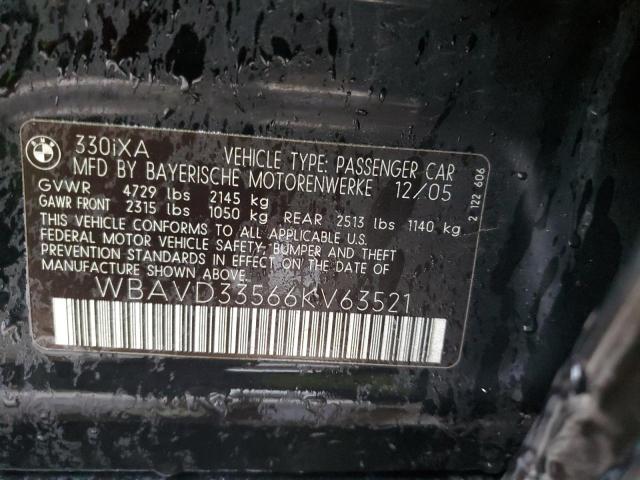 BMW
330iXA VEHICLE TYPE: PASSENGER CAR
MFD BY BAYERISCHE MOTORENWERKE 12/05
GVWR 4729 lbs 2145 kg
GAWR FRONT 2315 lbs 1050 kg REAR 2513 lbs 1140 kg
THIS VEHICLE CONFORMS TO ALL APPLICABLE U.S.
FEDERAL MOTOR VEHICLE SAFETY, BUMPER AND THEFT
PREVENTION STANDARDS IN EFFECT ON THE DATE OF
MANUFACTURE SHOWN ABOVE.
WBAVD33566KV63521
2 122 606